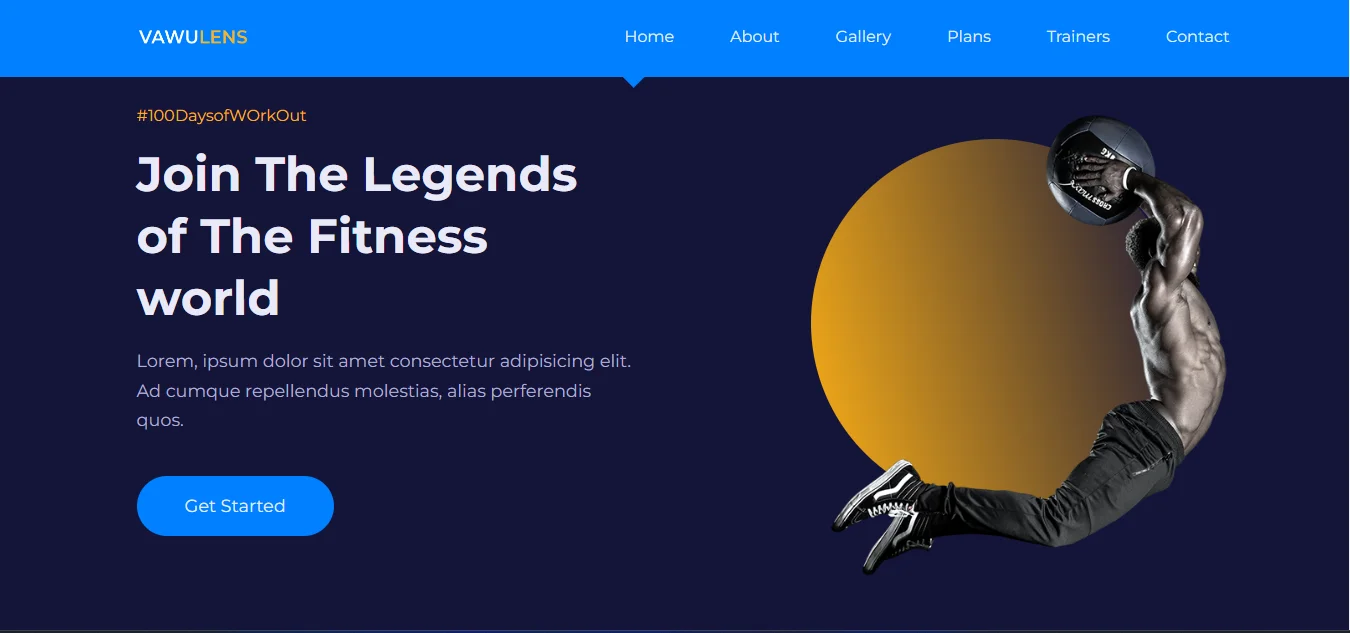 VAWULENS
Home About Gallery Plans Trainers Contact
#100DaysofWOrkOut
Join The Legends
of The Fitness
world
Lorem, ipsum dolor sit amet consectetur adipisicing elit.
Ad cumque repellendus molestias, alias perferendis
quos.
Get Started
KG